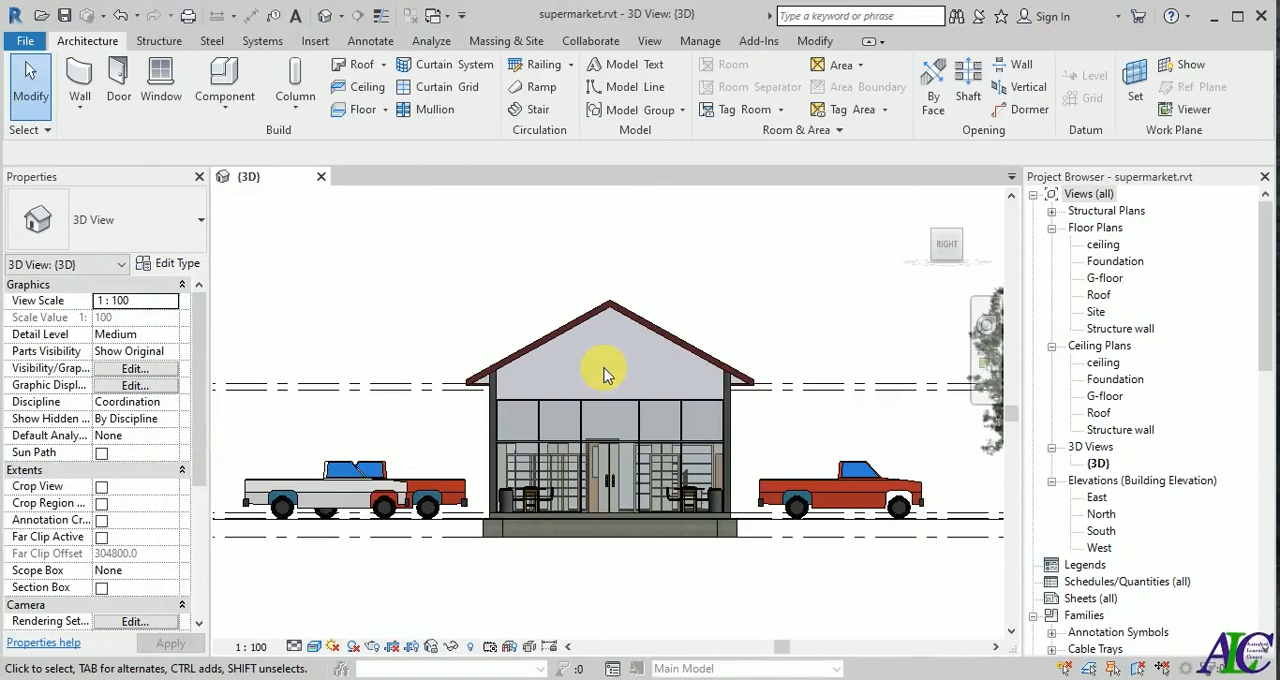 supermarket.rvt - 3D View: {3D}
Type a keyword or phrase
Sign In
File
Architecture
Structure
Steel
Systems
Insert
Annotate
Analyze
Massing & Site
Collaborate
View
Manage
Add-Ins
Modify
Modify
Wall
Door
Window
Component
Column
Roof
Ceiling
Floor
Curtain System
Curtain Grid
Mullion
Railing
Ramp
Stair
Model Text
Model Line
Model Group
Room
Room Separator
Tag Room
Area
Area Boundary
Tag Area
By Face
Shaft
Wall
Vertical
Dormer
Level
Grid
Set
Show
Ref Plane
Viewer
Select
Build
Circulation
Model
Room & Area
Opening
Datum
Work Plane
Properties
{3D}
Project Browser - supermarket.rvt
3D View
3D View: {3D}
Edit Type
Graphics
View Scale 1 : 100
Scale Value 1: 100
Detail Level Medium
Parts Visibility Show Original
Visibility/Grap... Edit...
Graphic Displ... Edit...
Discipline Coordination
Show Hidden ... By Discipline
Default Analy... None
Sun Path
Extents
Crop View
Crop Region ...
Annotation Cr...
Far Clip Active
Far Clip Offset 304800.0
Scope Box None
Section Box
Camera
Rendering Set... Edit...
Properties help
Apply
RIGHT
Views (all)
Structural Plans
Floor Plans
ceiling
Foundation
G-floor
Roof
Site
Structure wall
Ceiling Plans
ceiling
Foundation
G-floor
Roof
Structure wall
3D Views
{3D}
Elevations (Building Elevation)
East
North
South
West
Legends
Schedules/Quantities (all)
Sheets (all)
Families
Annotation Symbols
Cable Trays
1 : 100
Click to select, TAB for alternates, CTRL adds, SHIFT unselects.
:0
Main Model
ALC